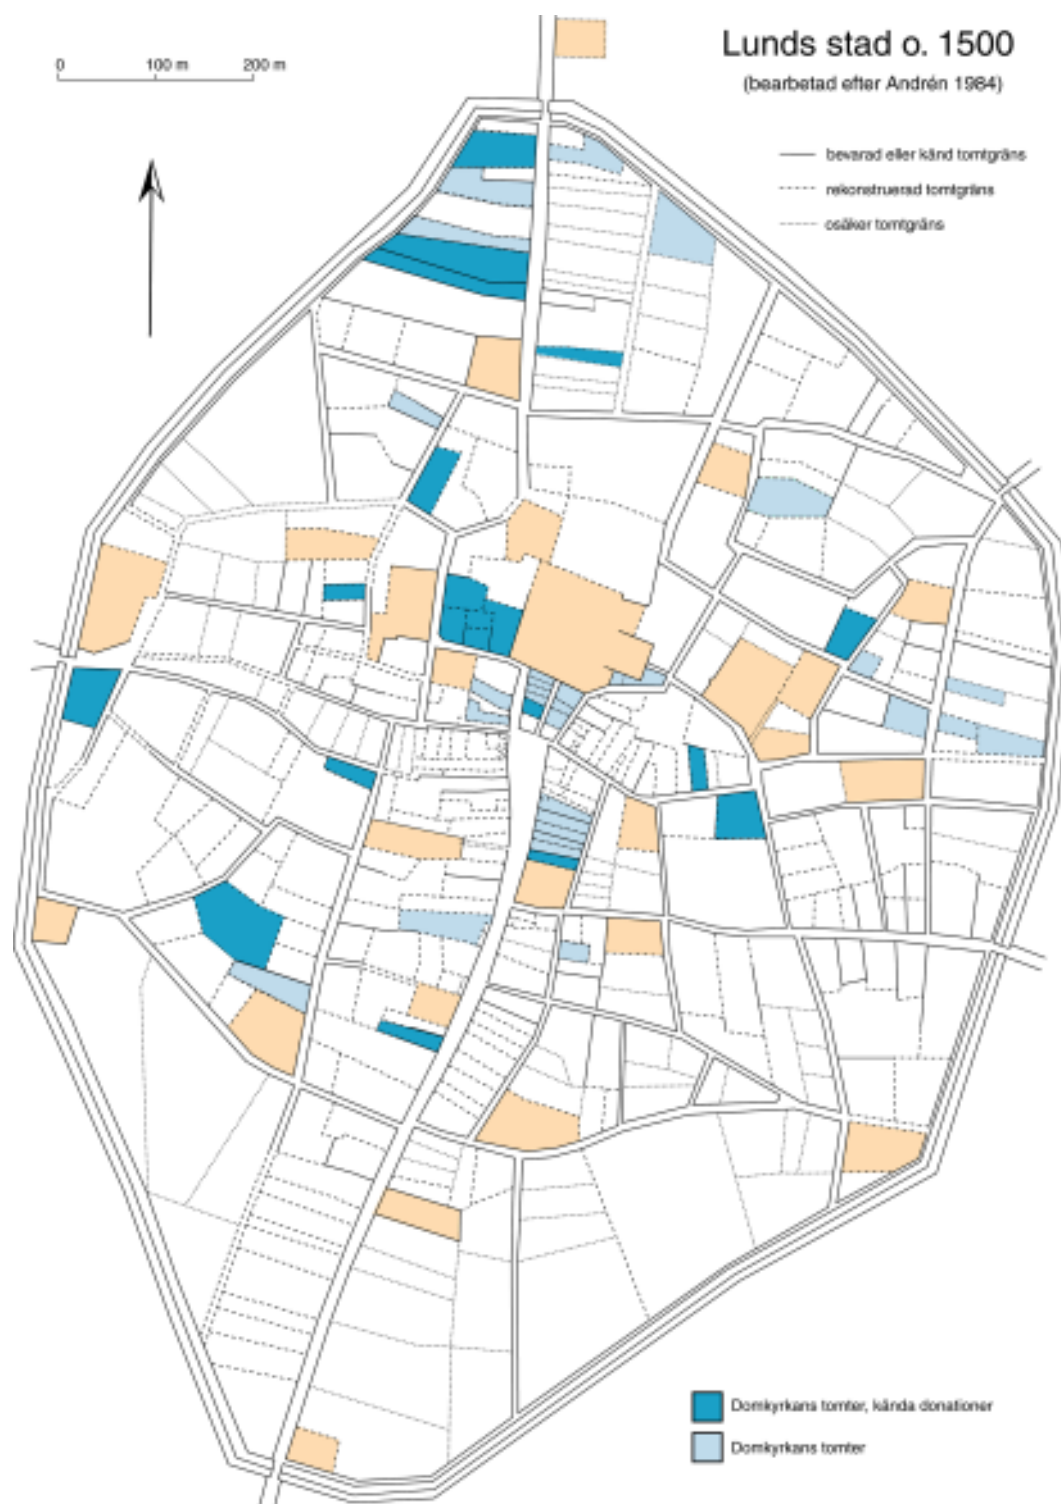 Lunds stad o. 1500
(bearbetad efter Andrén 1984)
0 100 m 200 m
bevarad eller känd tomtgräns
rekonstruerad tomtgräns
osäker tomtgräns
Domkyrkans tomter, kända donationer
Domkyrkans tomter